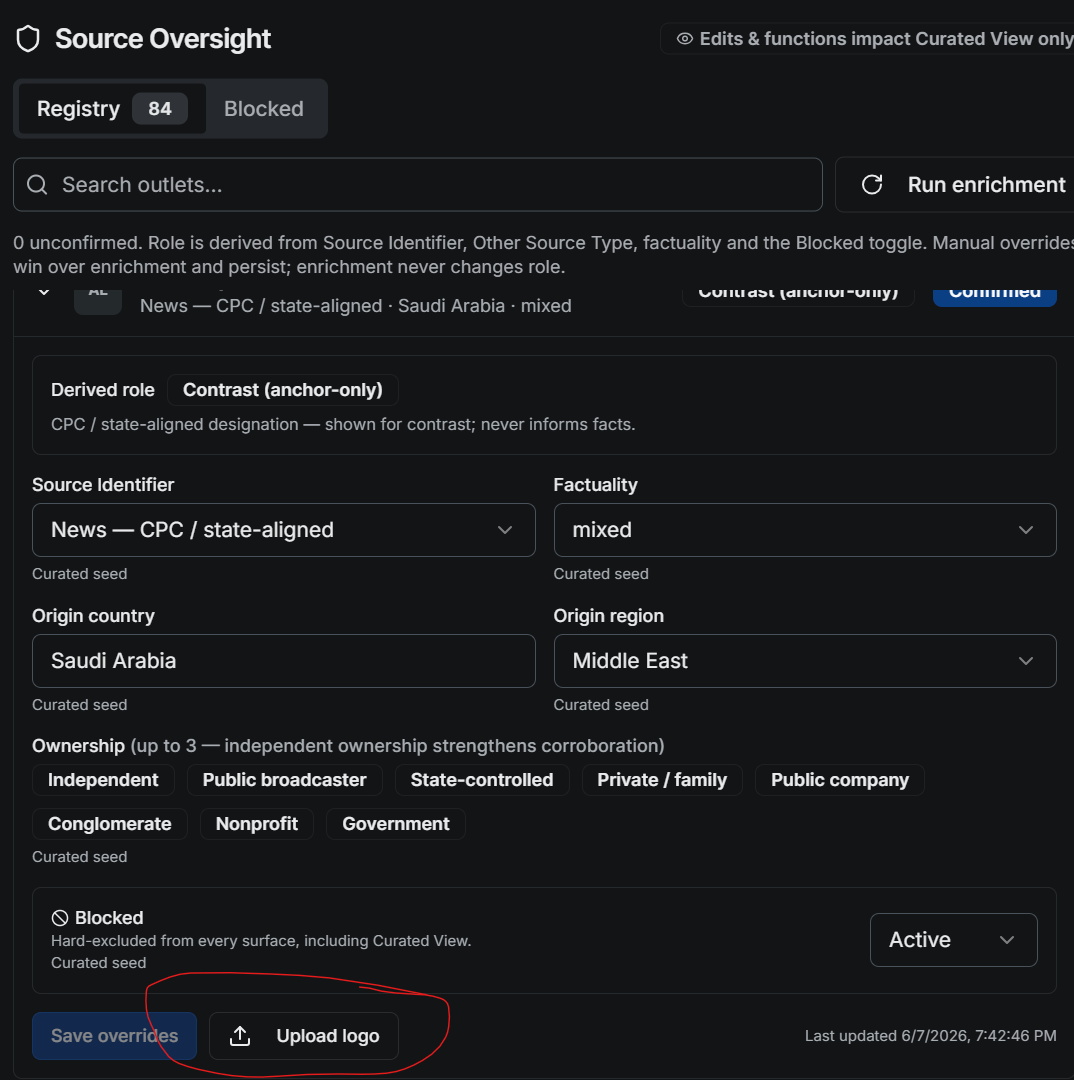 Source Oversight
Edits & functions impact Curated View only
Registry 84 Blocked
Search outlets...
Run enrichment
0 unconfirmed. Role is derived from Source Identifier, Other Source Type, factuality and the Blocked toggle. Manual overrides
win over enrichment and persist; enrichment never changes role.
AL
Contrast (anchor-only)
Confirmed
News — CPC / state-aligned · Saudi Arabia · mixed
Derived role Contrast (anchor-only)
CPC / state-aligned designation — shown for contrast; never informs facts.
Source Identifier
Factuality
News — CPC / state-aligned
mixed
Curated seed
Curated seed
Origin country
Origin region
Saudi Arabia
Middle East
Curated seed
Curated seed
Ownership (up to 3 — independent ownership strengthens corroboration)
Independent Public broadcaster State-controlled Private / family Public company
Conglomerate Nonprofit Government
Curated seed
Blocked
Hard-excluded from every surface, including Curated View.
Curated seed
Active
Save overrides
Upload logo
Last updated 6/7/2026, 7:42:46 PM